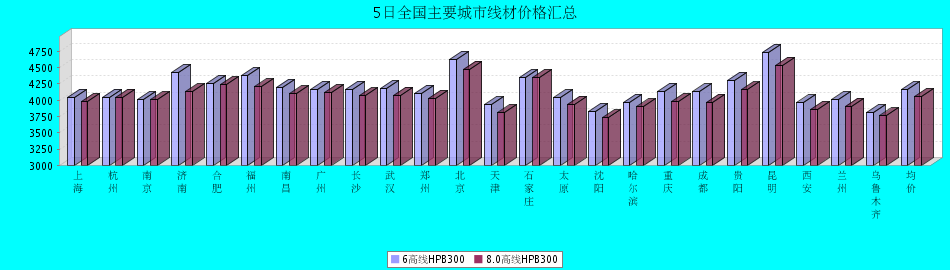 5日全国主要城市线材价格汇总
4750
4500
4250
4000
3750
3500
3250
3000
上海
杭州
南京
济南
合肥
福州
南昌
广州
长沙
武汉
郑州
北京
天津
石家庄
太原
沈阳
哈尔滨
重庆
成都
贵阳
昆明
西安
兰州
乌鲁木齐
均价
6高线HPB300
8.0高线HPB300